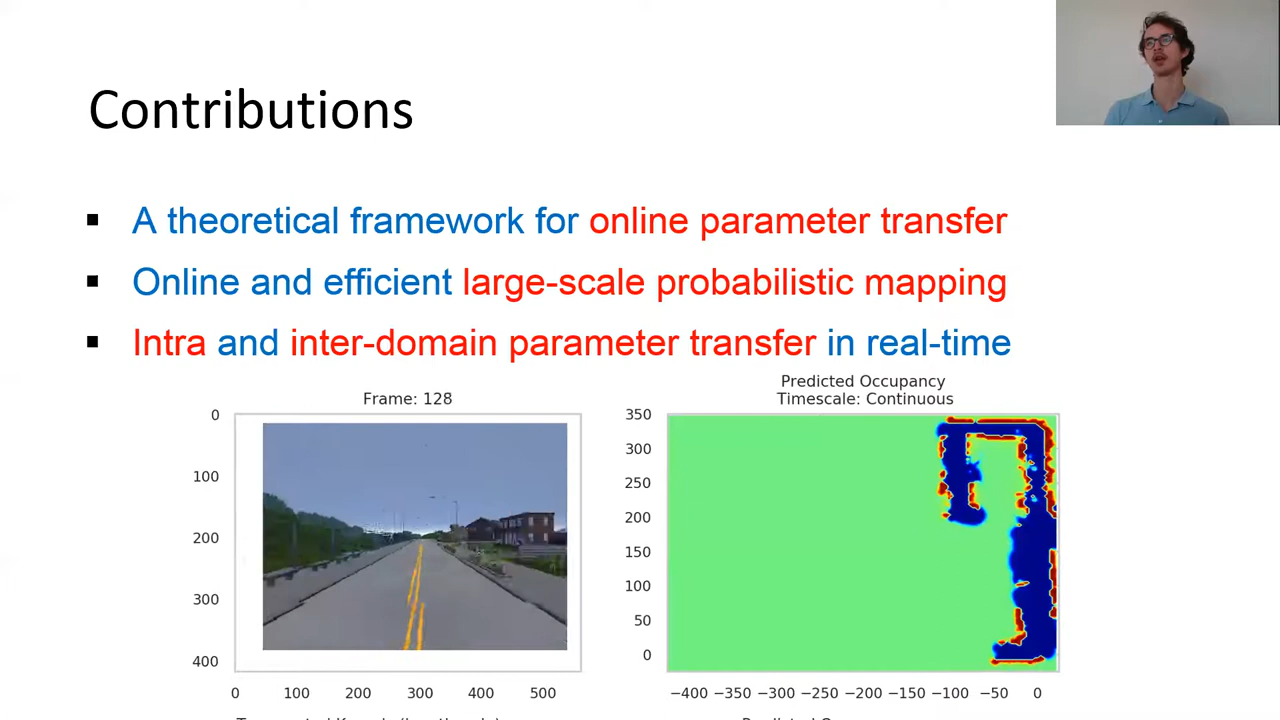 Contributions
▪ A theoretical framework for online parameter transfer
▪ Online and efficient large-scale probabilistic mapping
▪ Intra and inter-domain parameter transfer in real-time
Frame: 128
0
100
200
300
400
0 100 200 300 400 500
Predicted Occupancy
Timescale: Continuous
350
300
250
200
150
100
50
0
−400 −350 −300 −250 −200 −150 −100 −50 0